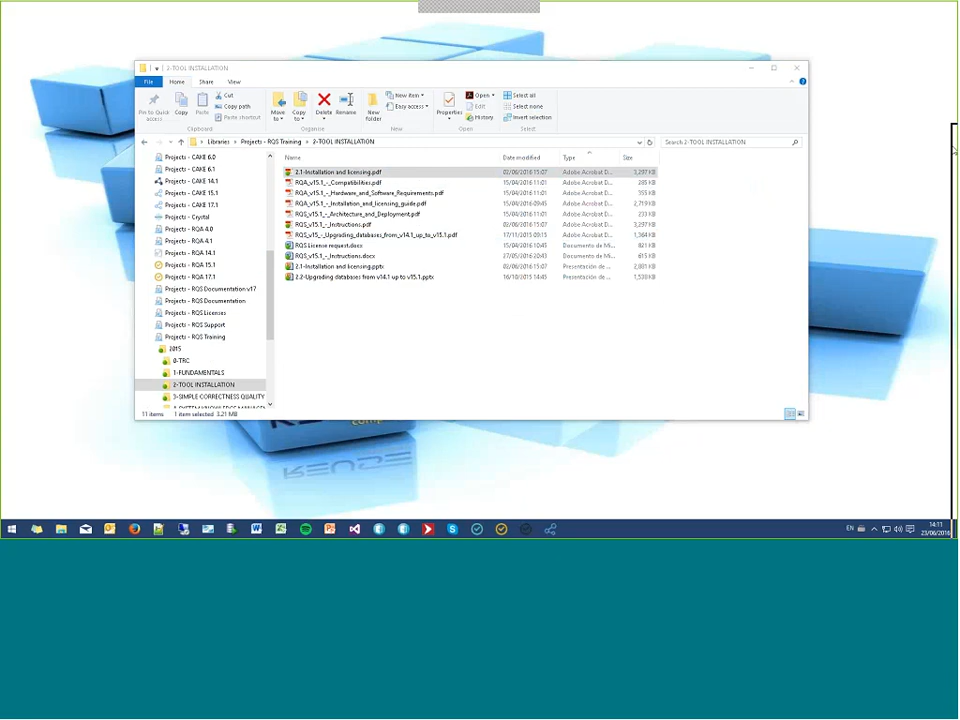 2-TOOL INSTALLATION
File Home Share View
Pin to Quick access
Copy
Paste
Cut
Copy path
Paste shortcut
Move to
Copy to
Delete
Rename
New folder
New item
Easy access
Properties
Open
Edit
History
Select all
Select none
Invert selection
Clipboard Organise New Open Select
Libraries Projects - RQS Training 2-TOOL INSTALLATION
Search 2-TOOL INSTALLATION
Name Date modified Type Size
Projects - CAKE 6.0
Projects - CAKE 6.1
Projects - CAKE 14.1
Projects - CAKE 15.1
Projects - CAKE 17.1
Projects - Crystal
Projects - RQA 4.0
Projects - RQA 4.1
Projects - RQA 14.1
Projects - RQA 15.1
Projects - RQA 17.1
Projects - RQS Documentation v17
Projects - RQS Documentation
Projects - RQS Licenses
Projects - RQS Support
Projects - RQS Training
2015
0-TRC
1-FUNDAMENTALS
2-TOOL INSTALLATION
3-SIMPLE CORRECTNESS QUALITY
2.1-Installation and licensing.pdf 02/06/2016 15:07 Adobe Acrobat D... 3,297 KB
RQA_v15.1_-_Compatibilities.pdf 15/04/2016 11:01 Adobe Acrobat D... 285 KB
RQA_v15.1_-_Hardware_and_Software_Requirements.pdf 15/04/2016 11:01 Adobe Acrobat D... 355 KB
RQA_v15.1_-_Installation_and_licensing_guide.pdf 15/04/2016 09:45 Adobe Acrobat D... 2,719 KB
RQS_v15.1_-_Architecture_and_Deployment.pdf 15/04/2016 11:01 Adobe Acrobat D... 233 KB
RQS_v15.1_-_Instructions.pdf 02/06/2016 15:07 Adobe Acrobat D... 3,297 KB
RQS_v15_-_Upgrading_databases_from_v14.1_up_to_v15.1.pdf 17/11/2015 09:15 Adobe Acrobat D... 1,364 KB
RQS License request.docx 15/04/2016 10:45 Documento de Mi... 821 KB
RQS_v15.1_-_Instructions.docx 27/05/2016 20:43 Documento de Mi... 615 KB
2.1-Installation and licensing.pptx 02/06/2016 15:07 Presentación de ... 2,881 KB
2.2-Upgrading databases from v14.1 up to v15.1.pptx 16/10/2015 14:45 Presentación de ... 1,530 KB
11 items 1 item selected 3.21 MB
REUSE
EN
14:11
23/06/2016